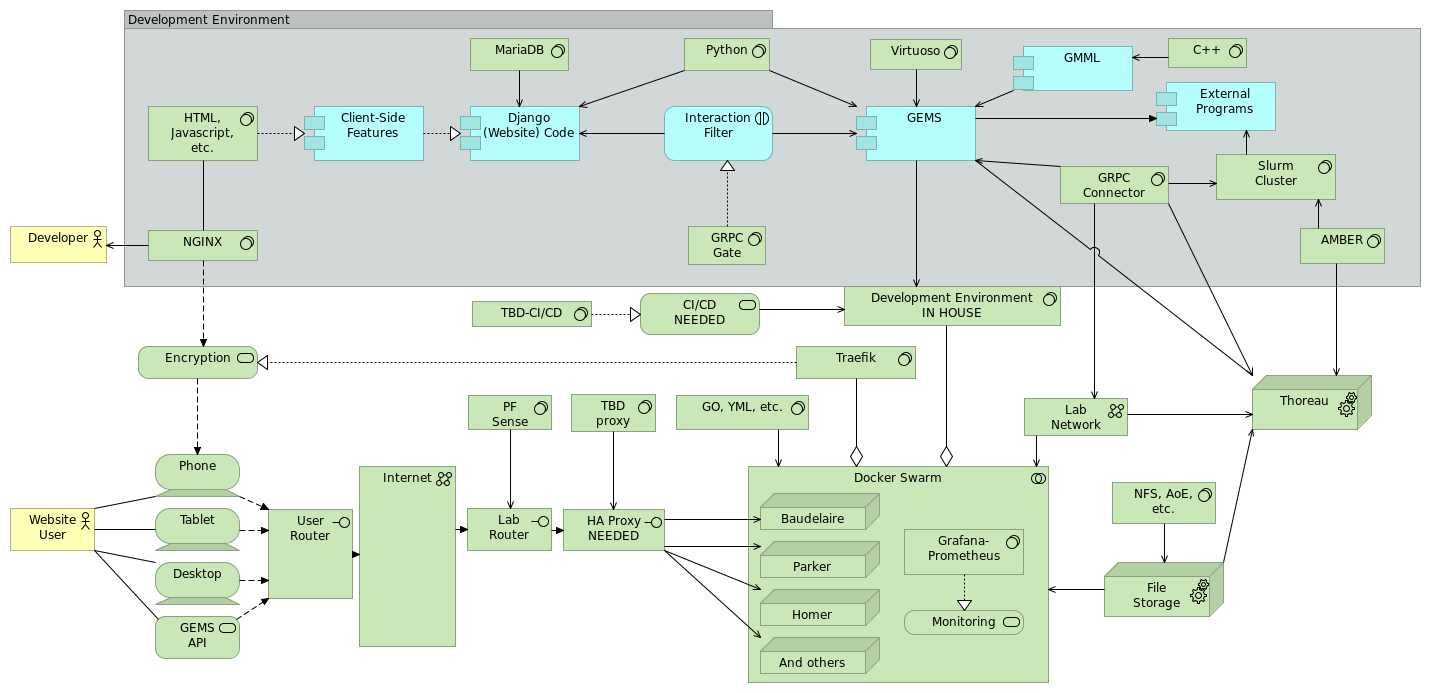 Development Environment
MariaDB
Python
Virtuoso
GMML
C++
HTML,
Javascript,
etc.
Client-Side
Features
Django
(Website) Code
Interaction
Filter
GEMS
External
Programs
GRPC
Connector
Slurm
Cluster
Developer
NGINX
GRPC
Gate
AMBER
TBD-CI/CD
CI/CD
NEEDED
Development Environment
IN HOUSE
Encryption
Traefik
PF
Sense
TBD
proxy
GO, YML, etc.
Lab
Network
Thoreau
Phone
Internet
Docker Swarm
Website
User
Tablet
User
Router
Lab
Router
HA Proxy
NEEDED
Baudelaire
Grafana-
Prometheus
NFS, AoE,
etc.
Desktop
Parker
File
Storage
Homer
GEMS
API
Monitoring
And others